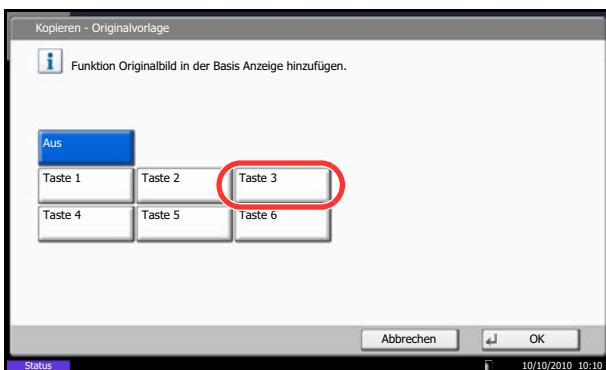 Kopieren - Originalvorlage
Funktion Originalbild in der Basis Anzeige hinzufügen.
Aus
Taste 1 Taste 2 Taste 3
Taste 4 Taste 5 Taste 6
Abbrechen OK
Status 10/10/2010 10:10